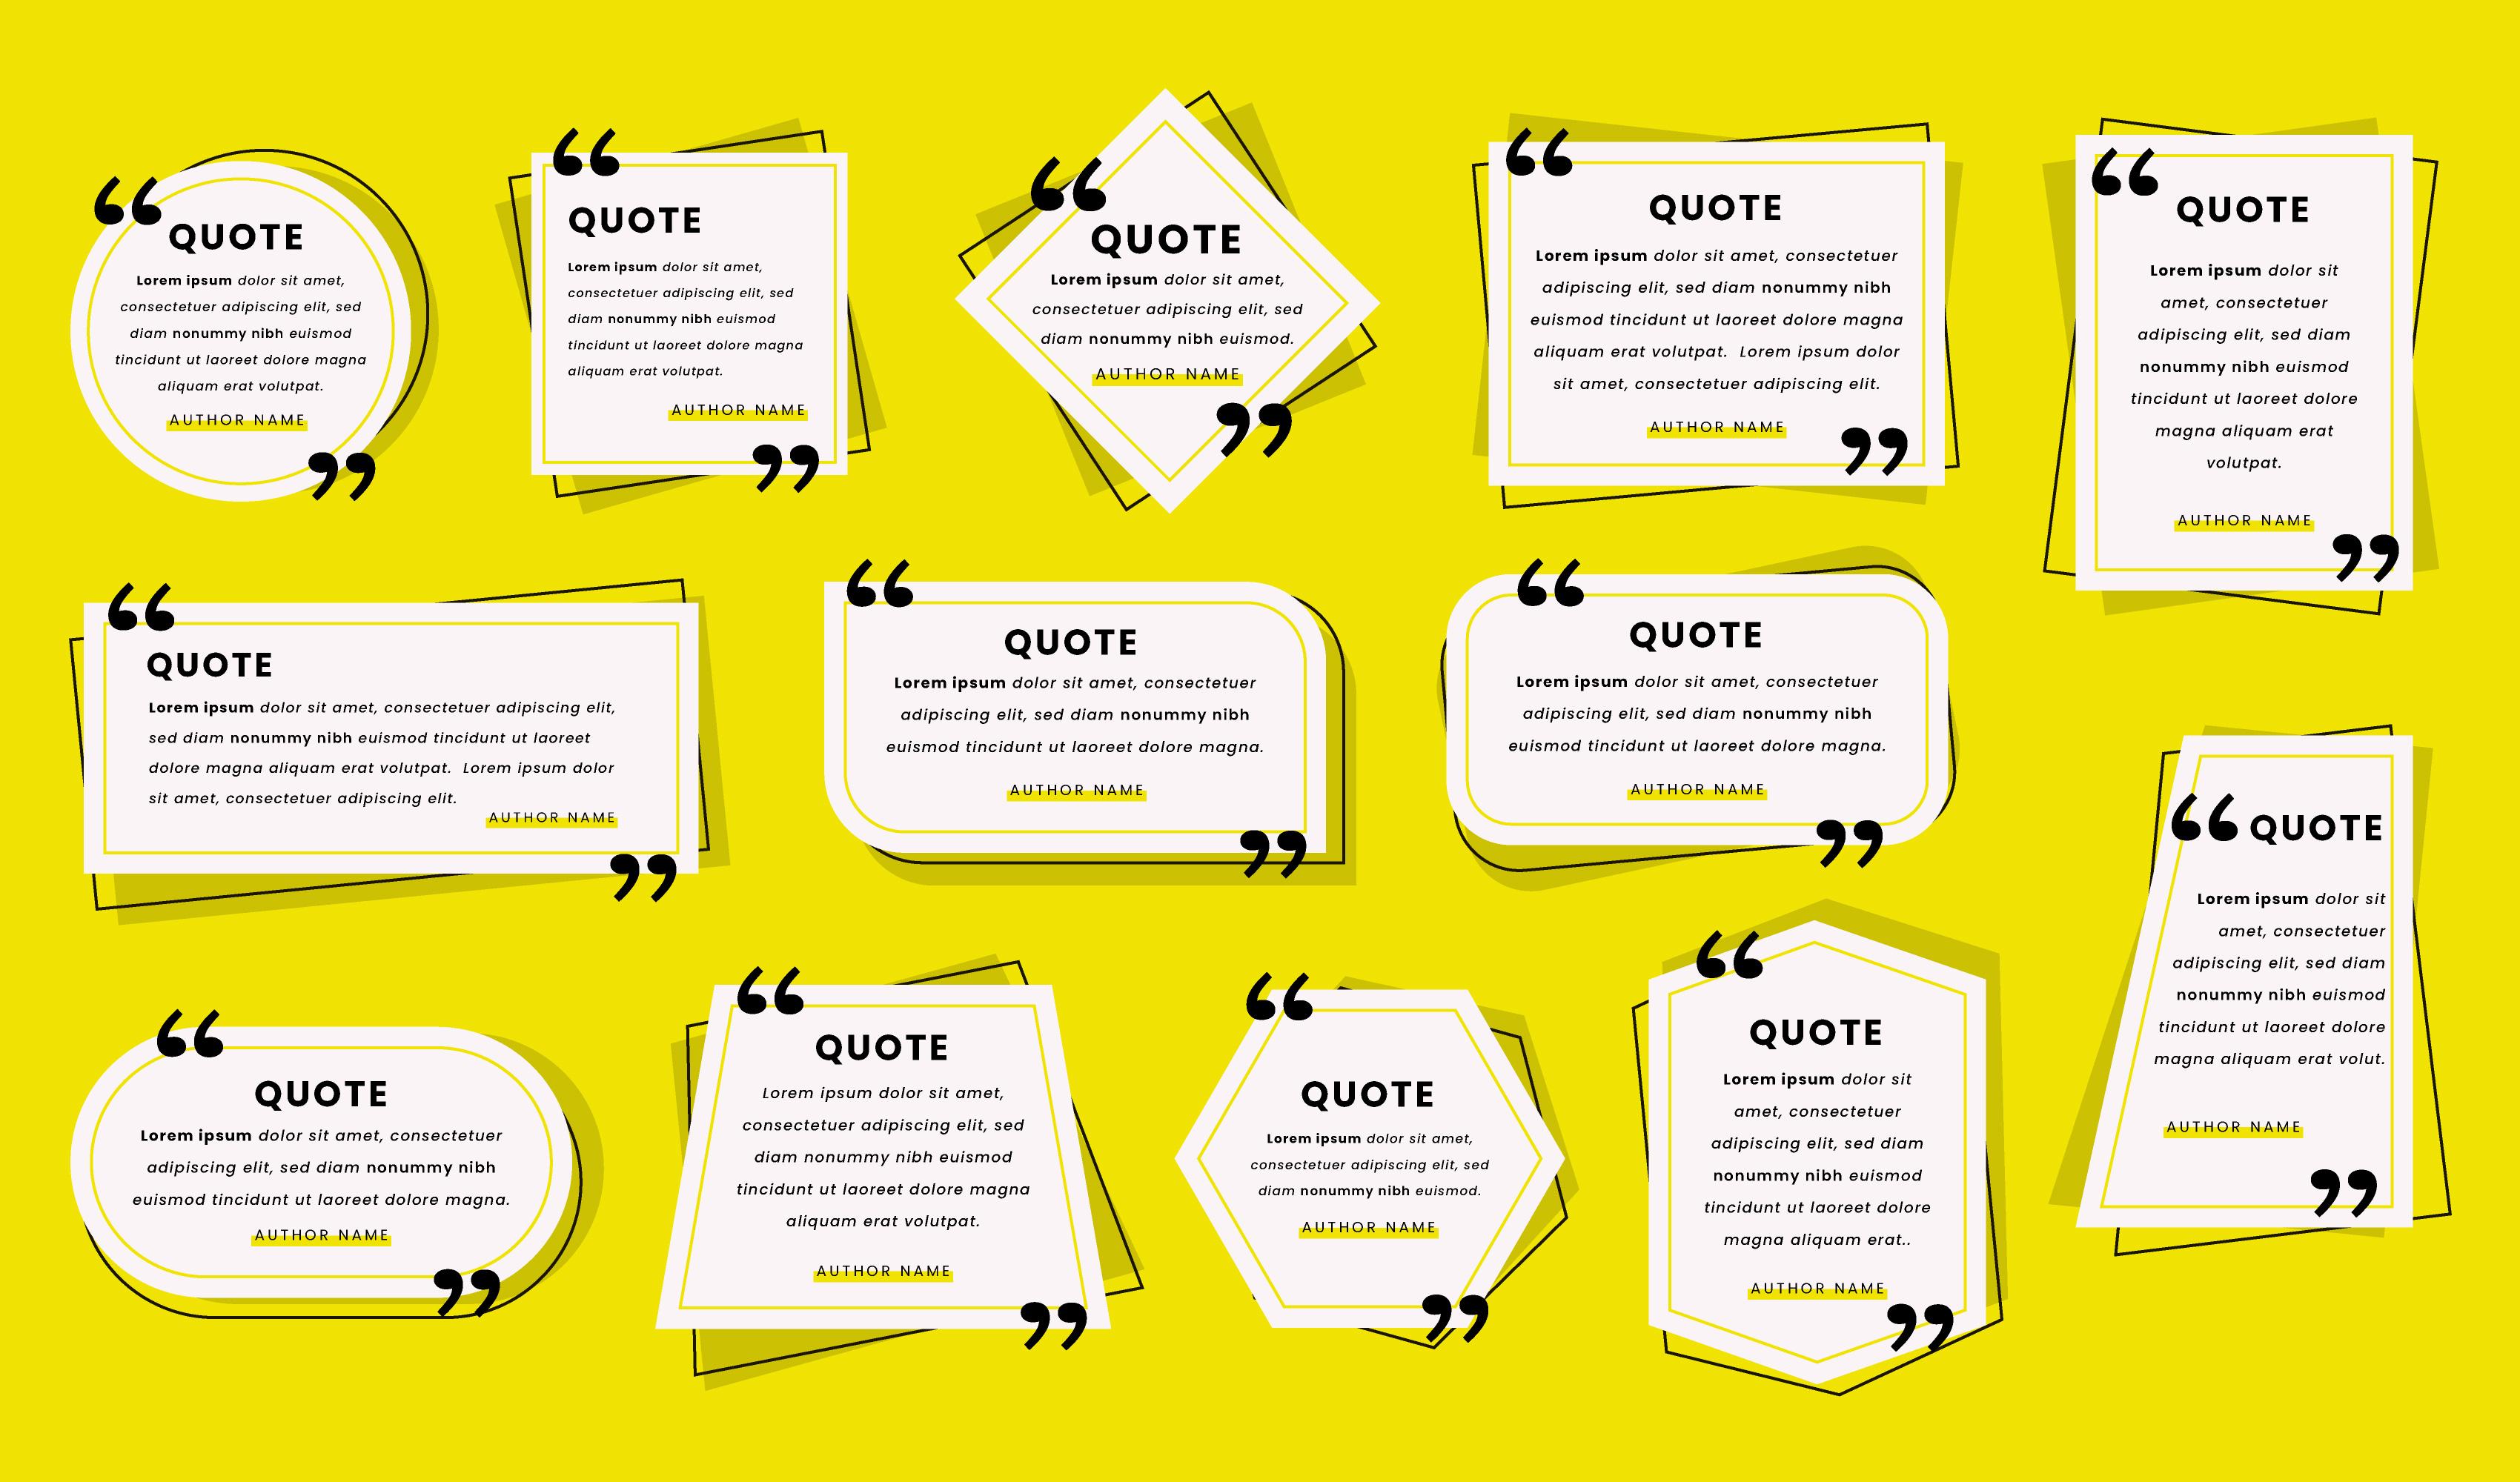 “
QUOTE
Lorem ipsum dolor sit amet,
consectetuer adipiscing elit, sed
diam nonummy nibh euismod
tincidunt ut laoreet dolore magna
aliquam erat volutpat.
AUTHOR NAME
”
“
QUOTE
Lorem ipsum dolor sit amet,
consectetuer adipiscing elit, sed
diam nonummy nibh euismod
tincidunt ut laoreet dolore magna
aliquam erat volutpat.
AUTHOR NAME
”
“
QUOTE
Lorem ipsum dolor sit amet,
consectetuer adipiscing elit, sed
diam nonummy nibh euismod.
AUTHOR NAME
”
“
QUOTE
Lorem ipsum dolor sit amet, consectetuer
adipiscing elit, sed diam nonummy nibh
euismod tincidunt ut laoreet dolore magna
aliquam erat volutpat. Lorem ipsum dolor
sit amet, consectetuer adipiscing elit.
AUTHOR NAME
”
“
QUOTE
Lorem ipsum dolor sit
amet, consectetuer
adipiscing elit, sed diam
nonummy nibh euismod
tincidunt ut laoreet dolore
magna aliquam erat
volutpat.
AUTHOR NAME
”
“
QUOTE
Lorem ipsum dolor sit amet, consectetuer adipiscing elit,
sed diam nonummy nibh euismod tincidunt ut laoreet
dolore magna aliquam erat volutpat. Lorem ipsum dolor
sit amet, consectetuer adipiscing elit.
AUTHOR NAME
”
“
QUOTE
Lorem ipsum dolor sit amet, consectetuer
adipiscing elit, sed diam nonummy nibh
euismod tincidunt ut laoreet dolore magna.
AUTHOR NAME
”
“
QUOTE
Lorem ipsum dolor sit amet, consectetuer
adipiscing elit, sed diam nonummy nibh
euismod tincidunt ut laoreet dolore magna.
AUTHOR NAME
”
“ QUOTE
Lorem ipsum dolor sit
amet, consectetuer
adipiscing elit, sed diam
nonummy nibh euismod
tincidunt ut laoreet dolore
magna aliquam erat volut.
AUTHOR NAME
”
“
QUOTE
Lorem ipsum dolor sit amet, consectetuer
adipiscing elit, sed diam nonummy nibh
euismod tincidunt ut laoreet dolore magna.
AUTHOR NAME
”
“
QUOTE
Lorem ipsum dolor sit amet,
consectetuer adipiscing elit, sed
diam nonummy nibh euismod
tincidunt ut laoreet dolore magna
aliquam erat volutpat.
AUTHOR NAME
”
“
QUOTE
Lorem ipsum dolor sit amet,
consectetuer adipiscing elit, sed
diam nonummy nibh euismod.
AUTHOR NAME
”
“
QUOTE
Lorem ipsum dolor sit
amet, consectetuer
adipiscing elit, sed diam
nonummy nibh euismod
tincidunt ut laoreet dolore
magna aliquam erat..
AUTHOR NAME
”